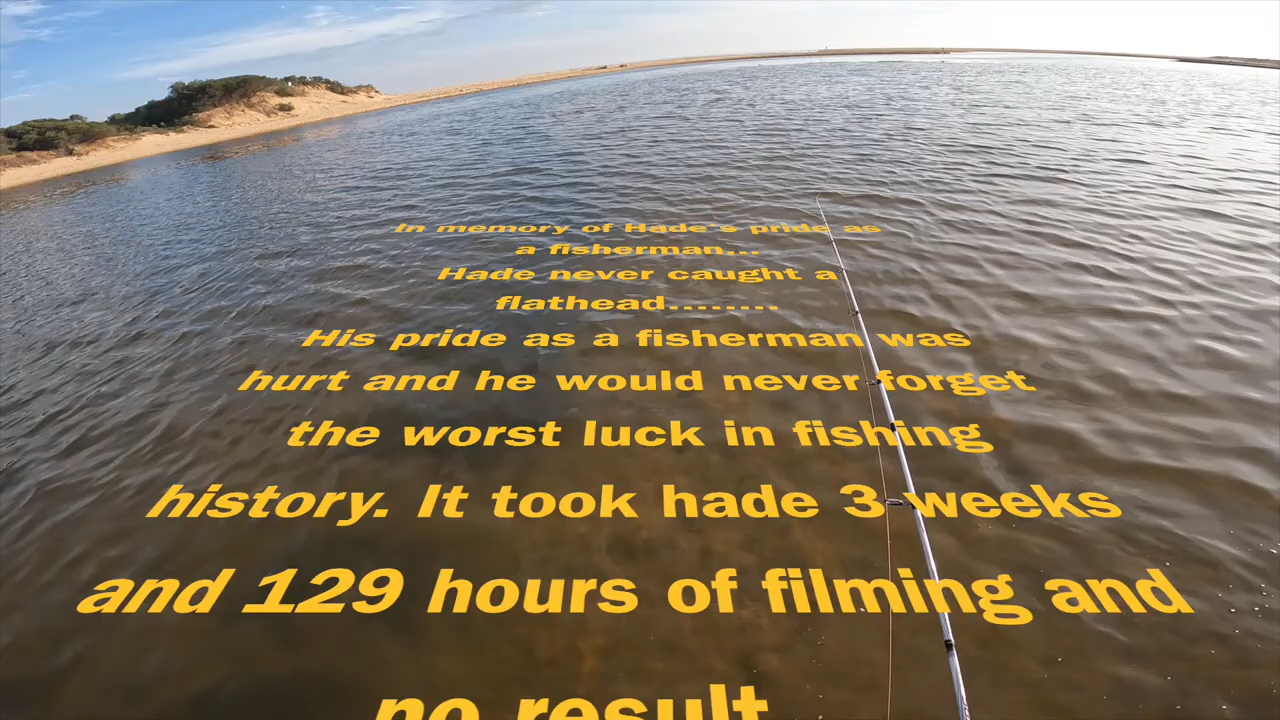 In memory of Hade's pride as
a fisherman...
Hade never caught a
flathead........
His pride as a fisherman was
hurt and he would never forget
the worst luck in fishing
history. It took hade 3 weeks
and 129 hours of filming and
no result